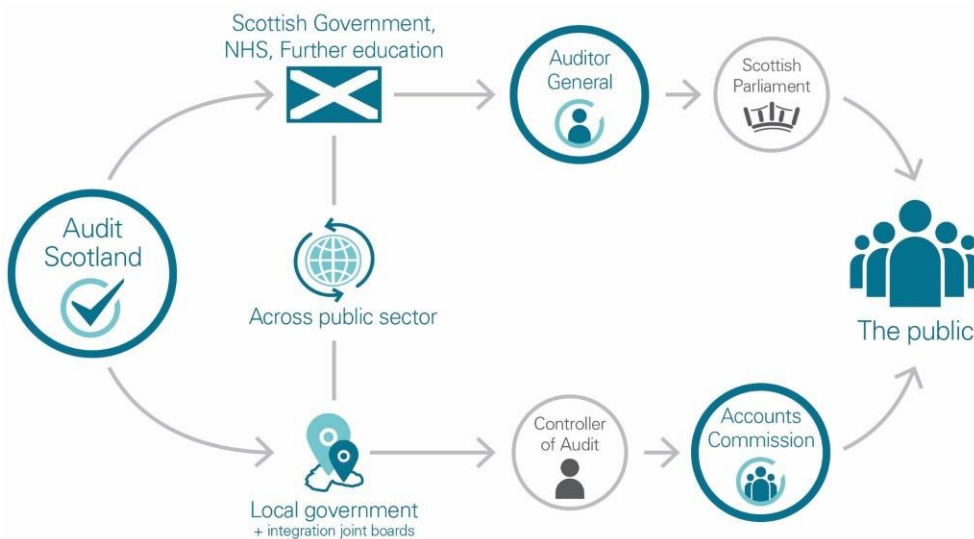 Scottish Government,
NHS, Further education
Auditor
General
Scottish
Parliament
Audit
Scotland
Across public sector
The public
Local government
+ integration joint boards
Controller
of Audit
Accounts
Commission